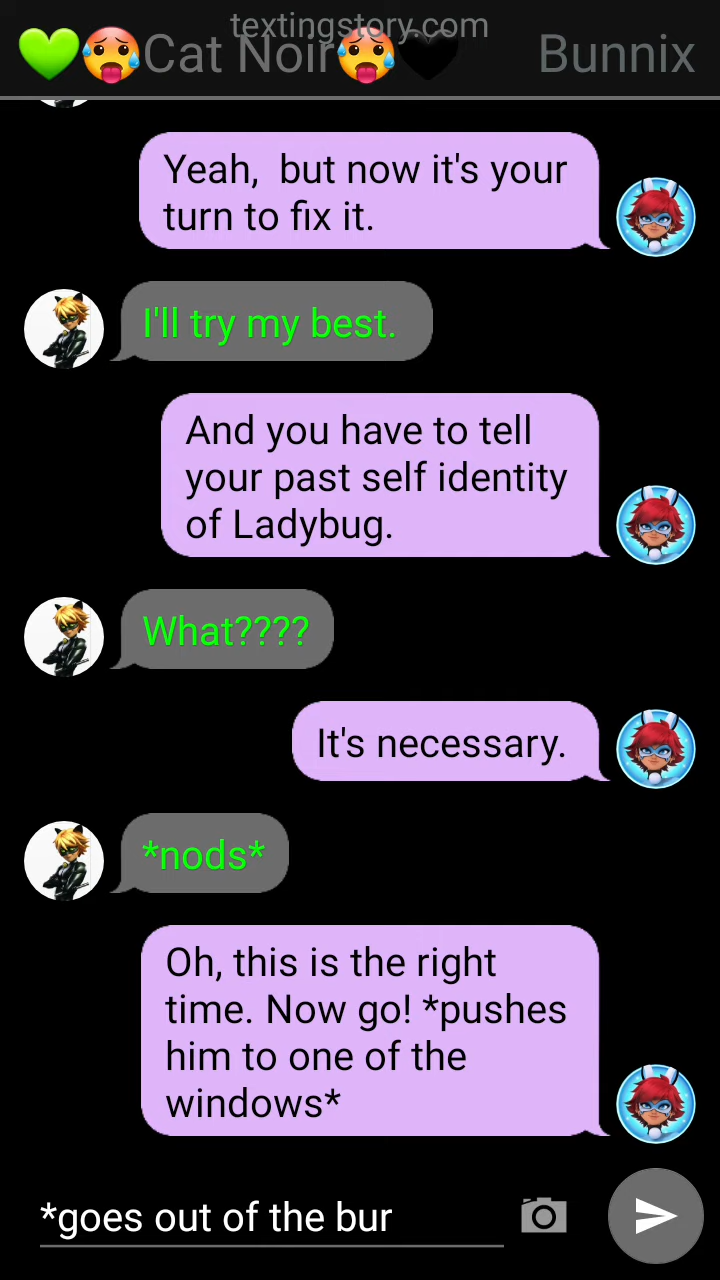 textingstory.com
💚🥵Cat Noir🥵🖤 Bunnix
Yeah,  but now it's your
turn to fix it.
I'll try my best.
And you have to tell
your past self identity
of Ladybug.
What????
It's necessary.
*nods*
Oh, this is the right
time. Now go! *pushes
him to one of the
windows*
*goes out of the bur